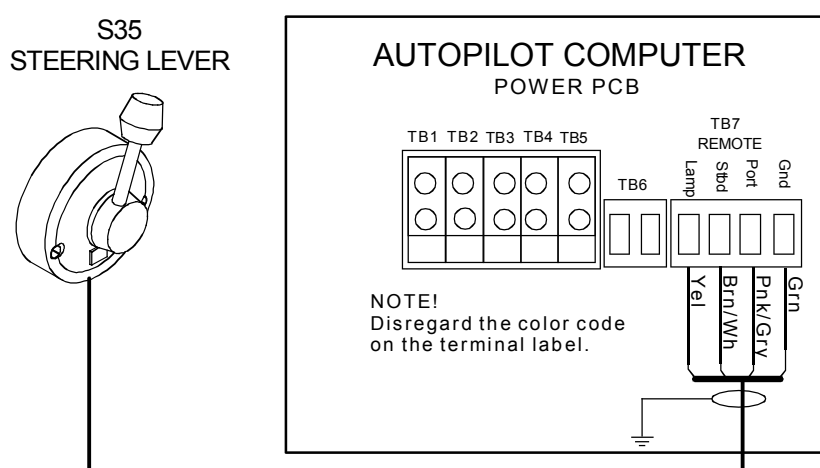 S35
STEERING LEVER
AUTOPILOT COMPUTER
POWER PCB
TB1 TB2 TB3 TB4 TB5
TB6
TB7
REMOTE
Lamp
Stbd
Port
Gnd
Yel
Brn/Wh
Pnk/Gry
Grn
NOTE!
Disregard the color code
on the terminal label.